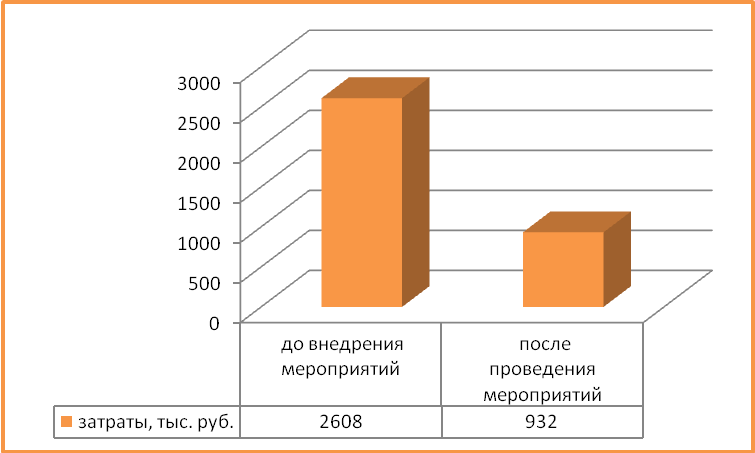 3000
2500
2000
1500
1000
500
0
до внедрения
мероприятий
после
проведения
мероприятий
затраты, тыс. руб.
2608
932